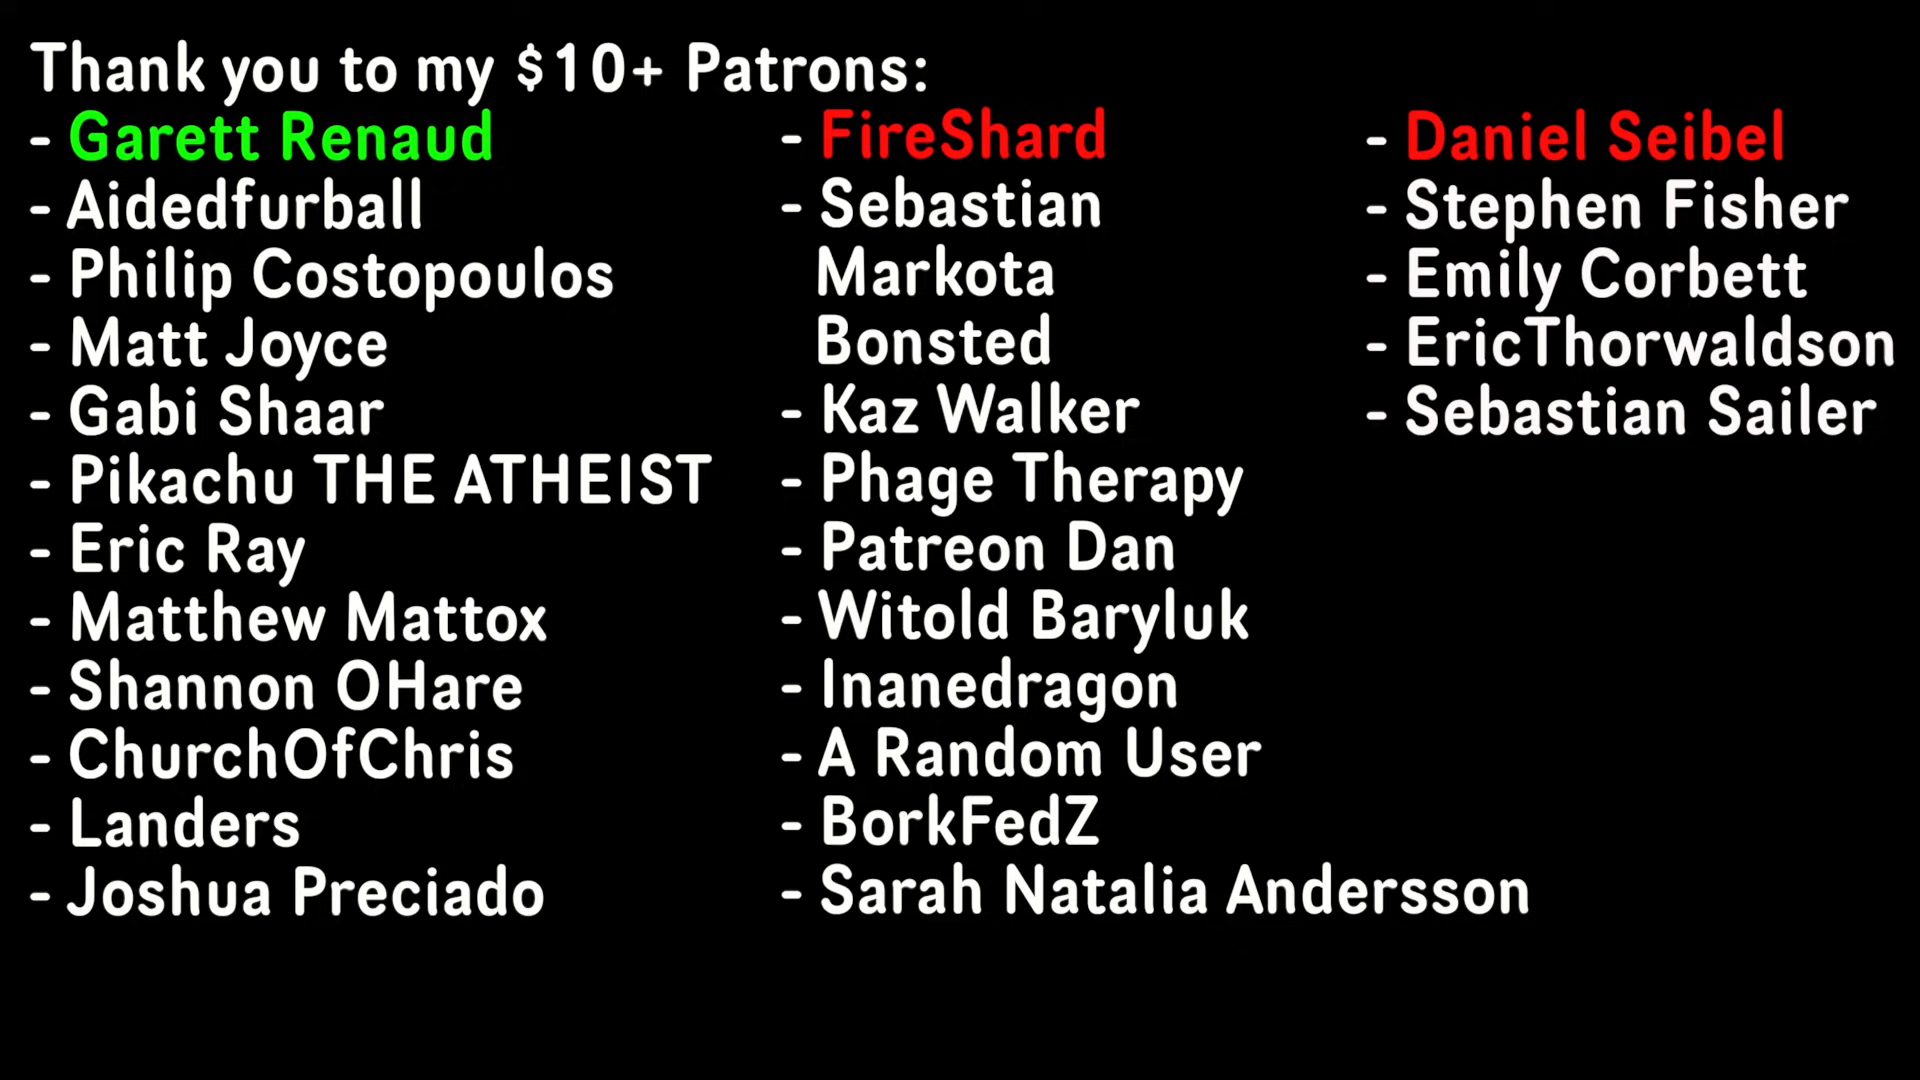 Thank you to my $10+ Patrons:
- Garett Renaud
- Aidedfurball
- Philip Costopoulos
- Matt Joyce
- Gabi Shaar
- Pikachu THE ATHEIST
- Eric Ray
- Matthew Mattox
- Shannon OHare
- ChurchOfChris
- Landers
- Joshua Preciado
- FireShard
- Sebastian
Markota
Bonsted
- Kaz Walker
- Phage Therapy
- Patreon Dan
- Witold Baryluk
- Inanedragon
- A Random User
- BorkFedZ
- Sarah Natalia Andersson
- Daniel Seibel
- Stephen Fisher
- Emily Corbett
- EricThorwaldson
- Sebastian Sailer